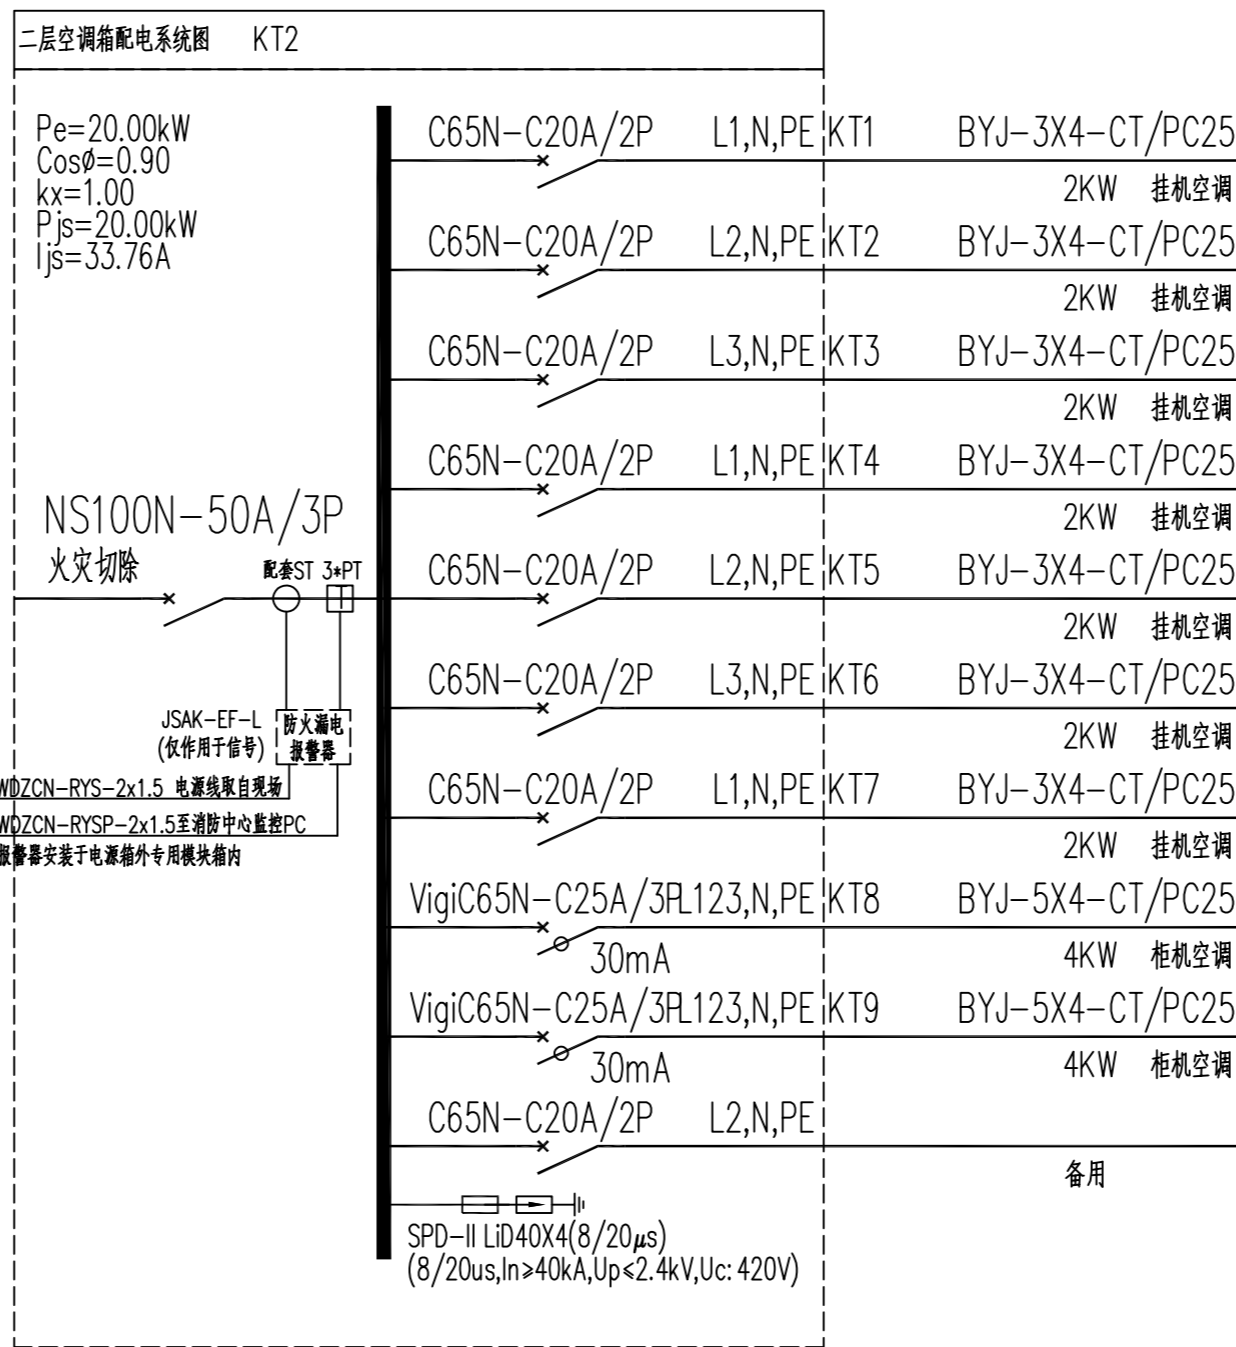 二层空调箱配电系统图 KT2
Pe=20.00kW
Cosø=0.90
kx=1.00
Pjs=20.00kW
Ijs=33.76A
NS100N-50A/3P
火灾切除
配套ST 3*PT
JSAK-EF-L
(仅作用于信号)
防火漏电
报警器
WDZCN-RYS-2x1.5 电源线取自现场
WDZCN-RYSP-2x1.5至消防中心监控PC
报警器安装于电源箱外专用模块箱内
C65N-C20A/2P L1,N,PE KT1 BYJ-3X4-CT/PC25
2KW 挂机空调
C65N-C20A/2P L2,N,PE KT2 BYJ-3X4-CT/PC25
2KW 挂机空调
C65N-C20A/2P L3,N,PE KT3 BYJ-3X4-CT/PC25
2KW 挂机空调
C65N-C20A/2P L1,N,PE KT4 BYJ-3X4-CT/PC25
2KW 挂机空调
C65N-C20A/2P L2,N,PE KT5 BYJ-3X4-CT/PC25
2KW 挂机空调
C65N-C20A/2P L3,N,PE KT6 BYJ-3X4-CT/PC25
2KW 挂机空调
C65N-C20A/2P L1,N,PE KT7 BYJ-3X4-CT/PC25
2KW 挂机空调
VigiC65N-C25A/3P L123,N,PE KT8 BYJ-5X4-CT/PC25
30mA 4KW 柜机空调
VigiC65N-C25A/3P L123,N,PE KT9 BYJ-5X4-CT/PC25
30mA 4KW 柜机空调
C65N-C20A/2P L2,N,PE
备用
SPD-II LiD40X4(8/20μs)
(8/20us,In≥40kA,Up≤2.4kV,Uc:420V)